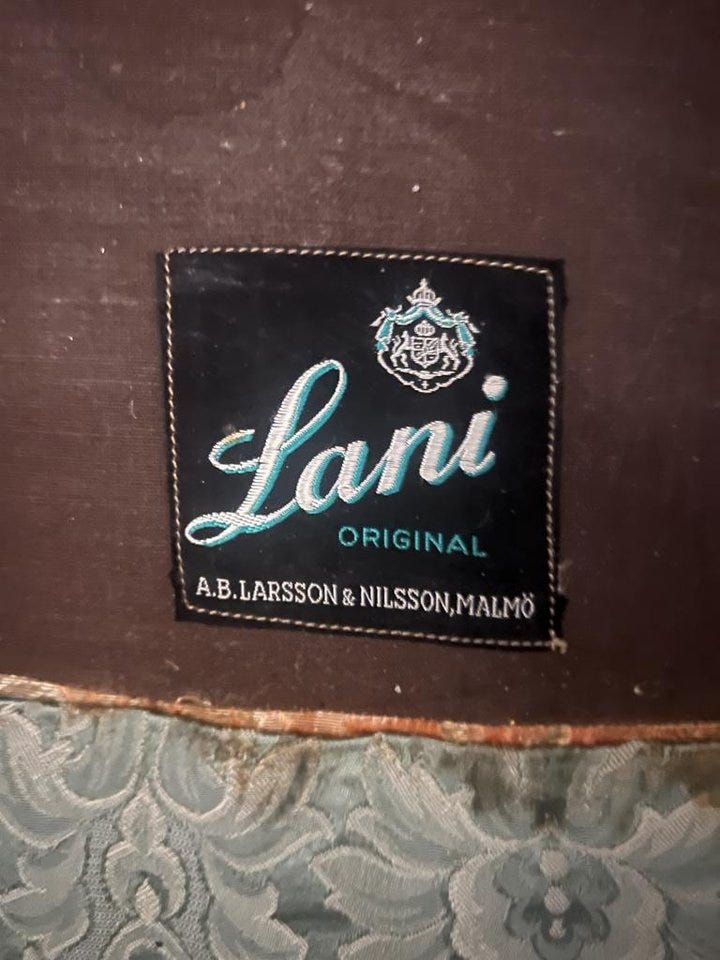 Lani
ORIGINAL
A.B.LARSSON & NILSSON,MALMÖ